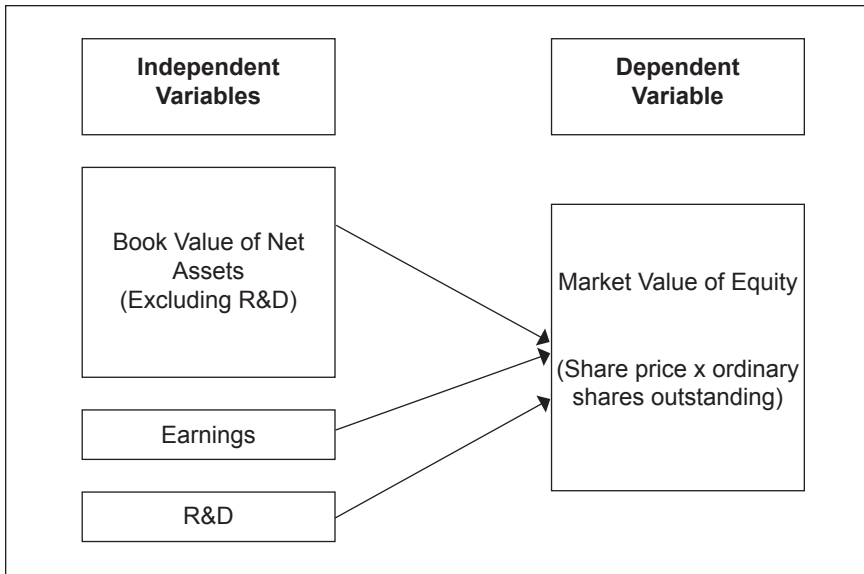 Independent
Variables
Dependent
Variable
Book Value of Net
Assets
(Excluding R&D)
Market Value of Equity
(Share price x ordinary
shares outstanding)
Earnings
R&D